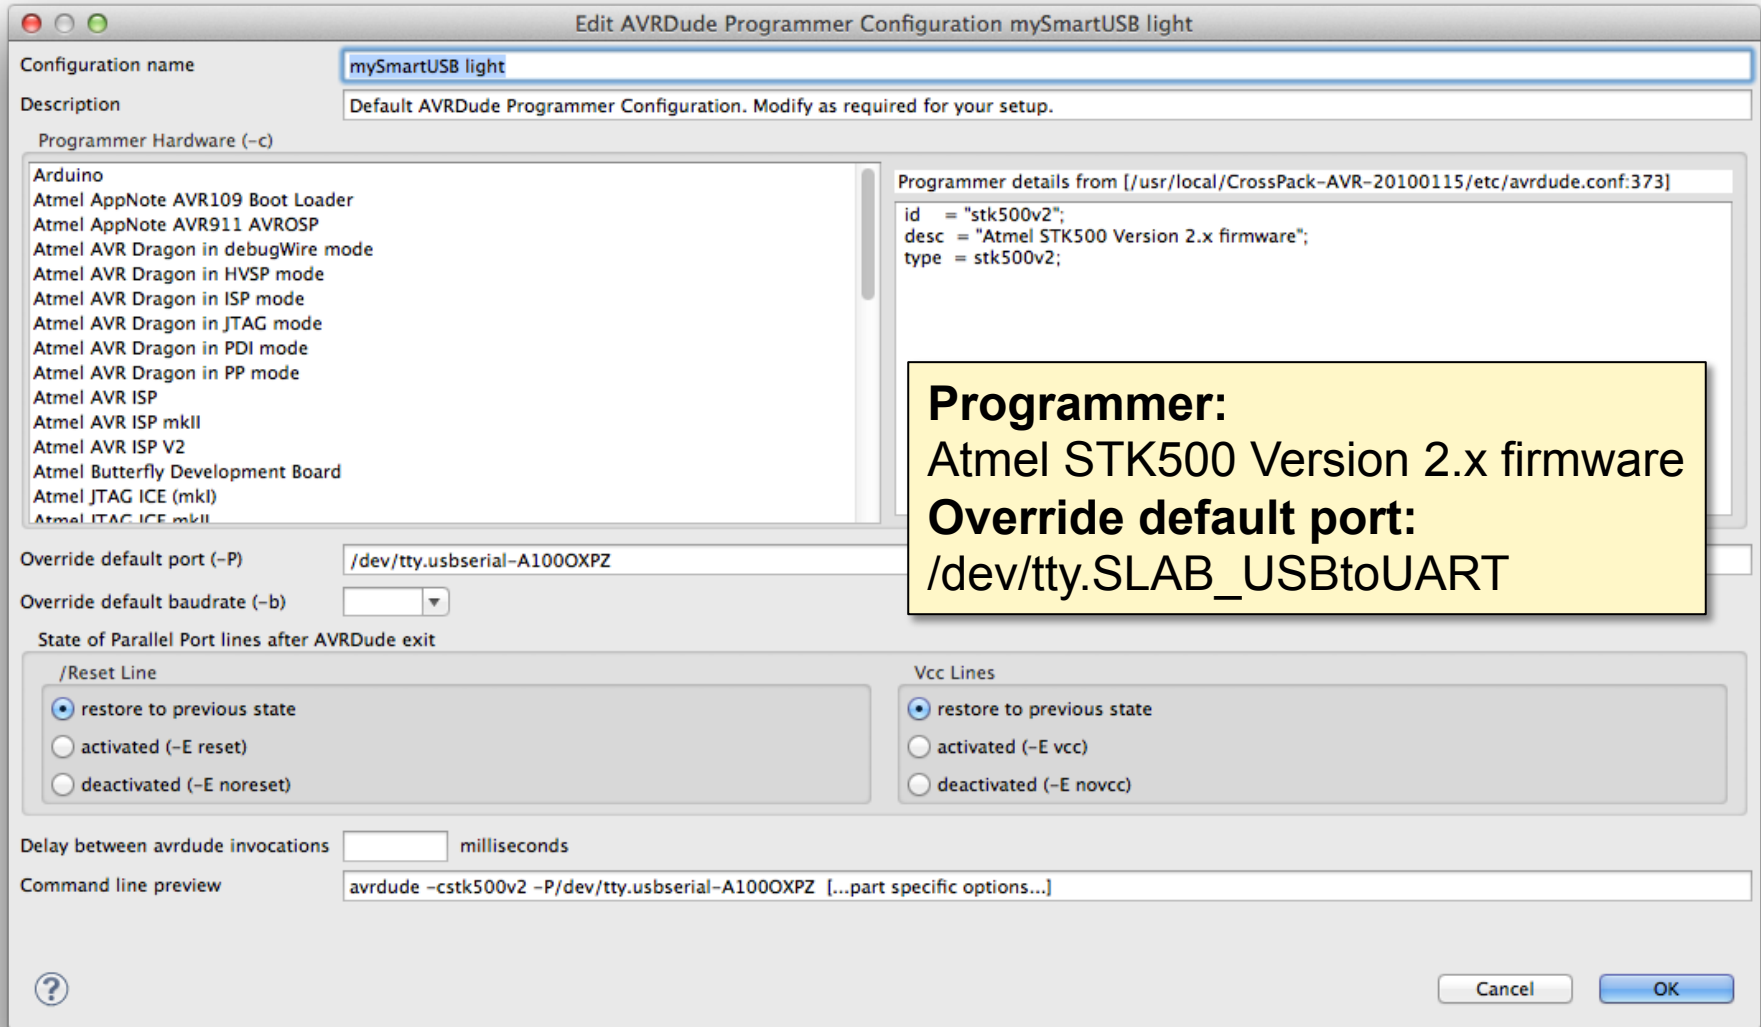 Edit AVRDude Programmer Configuration mySmartUSB light
Configuration name
mySmartUSB light
Description
Default AVRDude Programmer Configuration. Modify as required for your setup.
Programmer Hardware (-c)
Arduino
Atmel AppNote AVR109 Boot Loader
Atmel AppNote AVR911 AVROSP
Atmel AVR Dragon in debugWire mode
Atmel AVR Dragon in HVSP mode
Atmel AVR Dragon in ISP mode
Atmel AVR Dragon in JTAG mode
Atmel AVR Dragon in PDI mode
Atmel AVR Dragon in PP mode
Atmel AVR ISP
Atmel AVR ISP mkII
Atmel AVR ISP V2
Atmel Butterfly Development Board
Atmel JTAG ICE (mkI)
Atmel JTAG ICE mkII
Programmer details from [/usr/local/CrossPack-AVR-20100115/etc/avrdude.conf:373]
id = "stk500v2";
desc = "Atmel STK500 Version 2.x firmware";
type = stk500v2;
Programmer:
Atmel STK500 Version 2.x firmware
Override default port:
/dev/tty.SLAB_USBtoUART
Override default port (-P)
/dev/tty.usbserial-A100OXPZ
Override default baudrate (-b)
State of Parallel Port lines after AVRDude exit
/Reset Line
restore to previous state
activated (-E reset)
deactivated (-E noreset)
Vcc Lines
restore to previous state
activated (-E vcc)
deactivated (-E novcc)
Delay between avrdude invocations
milliseconds
Command line preview
avrdude -cstk500v2 -P/dev/tty.usbserial-A100OXPZ [...part specific options...]
?
Cancel
OK